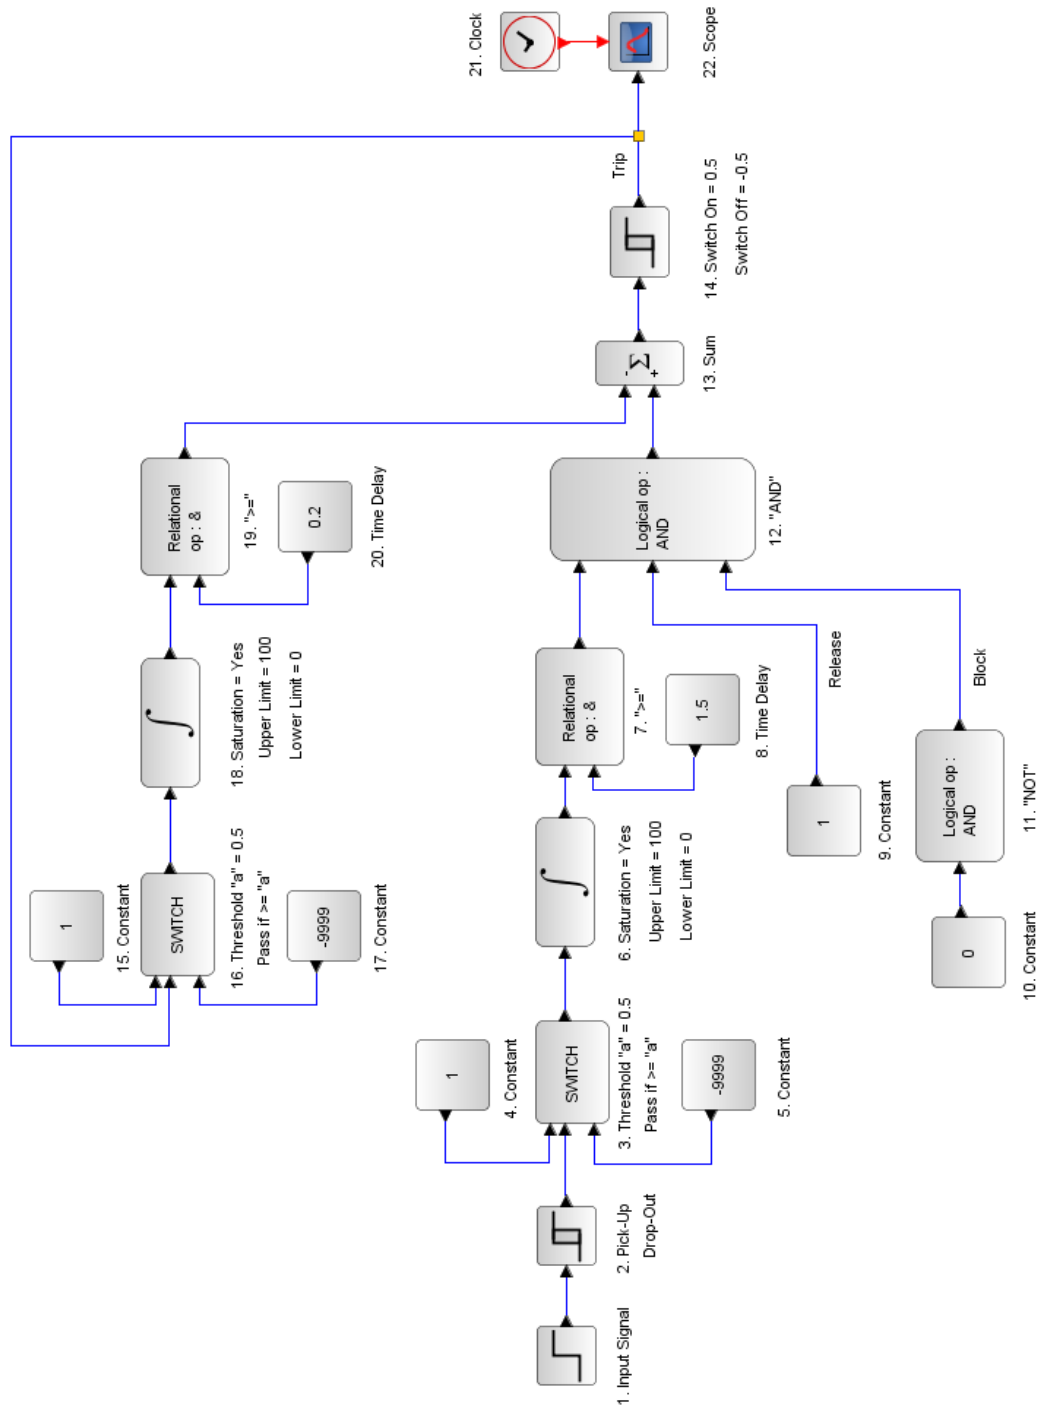 1. Input Signal
2. Pick-Up
Drop-Out
SWITCH
3. Threshold "a" = 0.5
Pass if >= "a"
1
4. Constant
-9999
5. Constant
∫
6. Saturation = Yes
Upper Limit = 100
Lower Limit = 0
Relational
op : &
7. ">="
1.5
8. Time Delay
1
9. Constant
Release
0
10. Constant
Logical op :
AND
11. "NOT"
Block
Logical op :
AND
12. "AND"
-
Σ
+
13. Sum
14. Switch On = 0.5
Switch Off = -0.5
Trip
1
15. Constant
SWITCH
16. Threshold "a" = 0.5
Pass if >= "a"
-9999
17. Constant
∫
18. Saturation = Yes
Upper Limit = 100
Lower Limit = 0
Relational
op : &
19. ">="
0.2
20. Time Delay
21. Clock
22. Scope